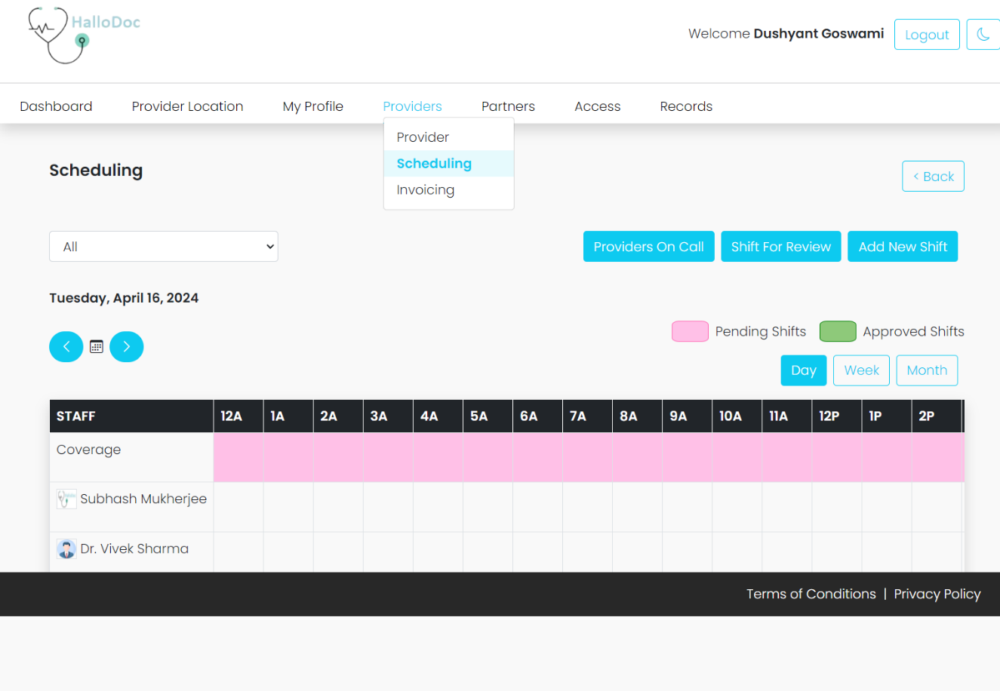 HalloDoc
Welcome Dushyant Goswami
Logout
Dashboard
Provider Location
My Profile
Providers
Partners
Access
Records
Provider
Scheduling
Invoicing
Scheduling
< Back
All
Providers On Call
Shift For Review
Add New Shift
Tuesday, April 16, 2024
Pending Shifts
Approved Shifts
Day
Week
Month
STAFF 12A 1A 2A 3A 4A 5A 6A 7A 8A 9A 10A 11A 12P 1P 2P
Coverage
Subhash Mukherjee
Dr. Vivek Sharma
Terms of Conditions | Privacy Policy